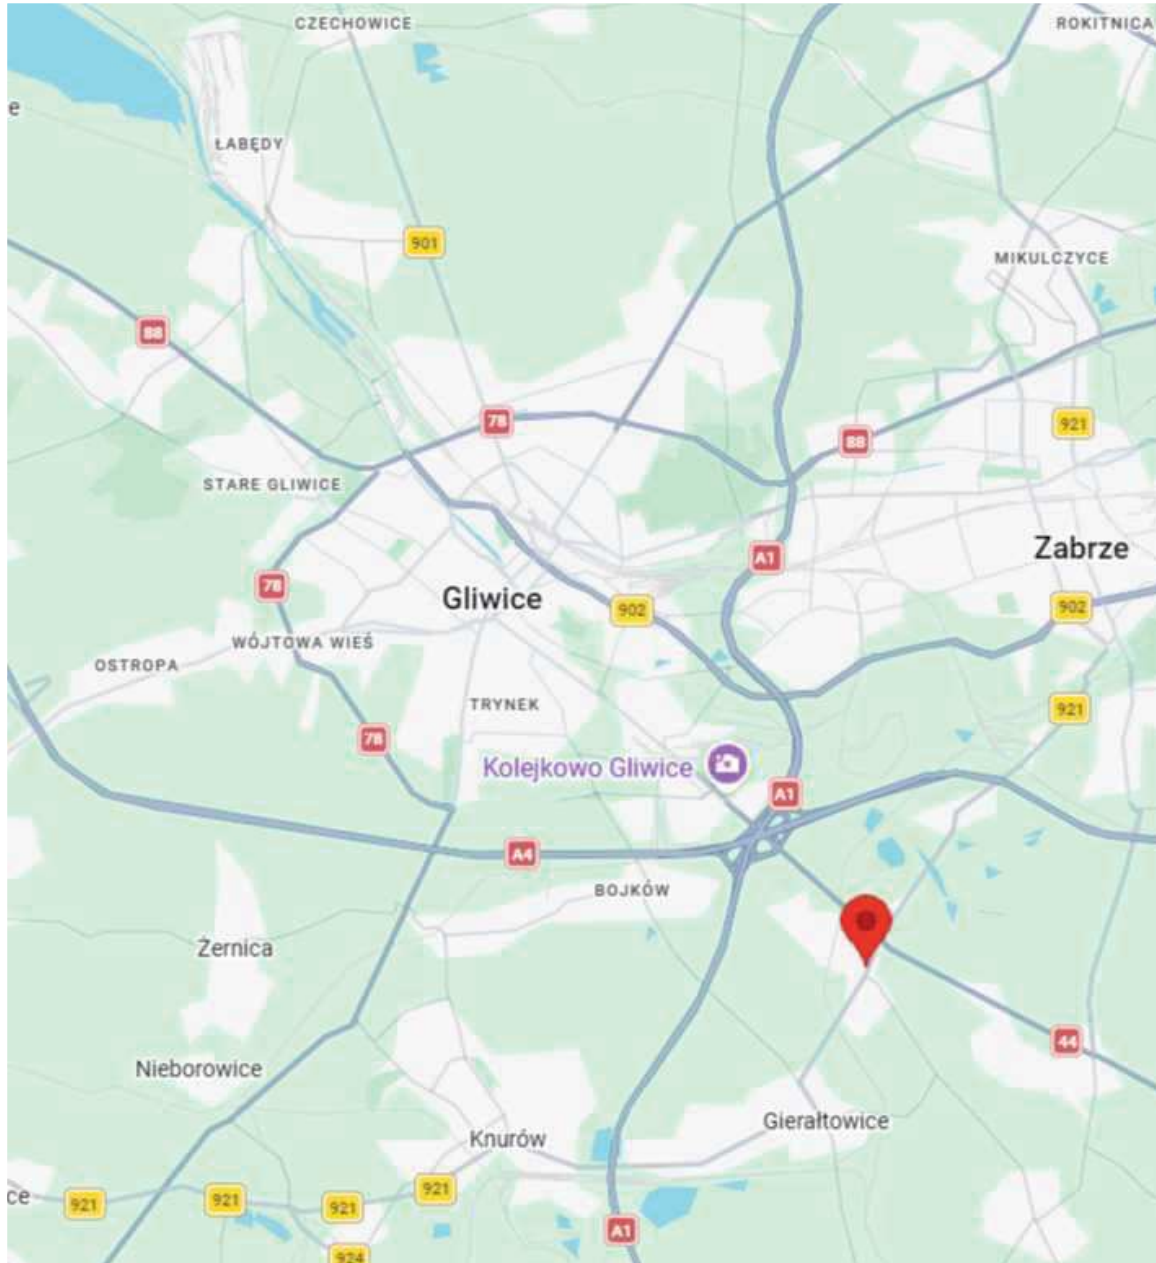 CZECHOWICE
ROKITNICA
e
ŁABĘDY
901
MIKULCZYCE
88
78
921
88
STARE GLIWICE
Zabrze
A1
78
Gliwice
902
902
WÓJTOWA WIEŚ
OSTROPA
TRYNEK
921
78
Kolejkowo Gliwice
A1
A4
BOJKÓW
Żernica
44
Nieborowice
Gierałtowice
Knurów
921
ce
921
921
921
A1
924